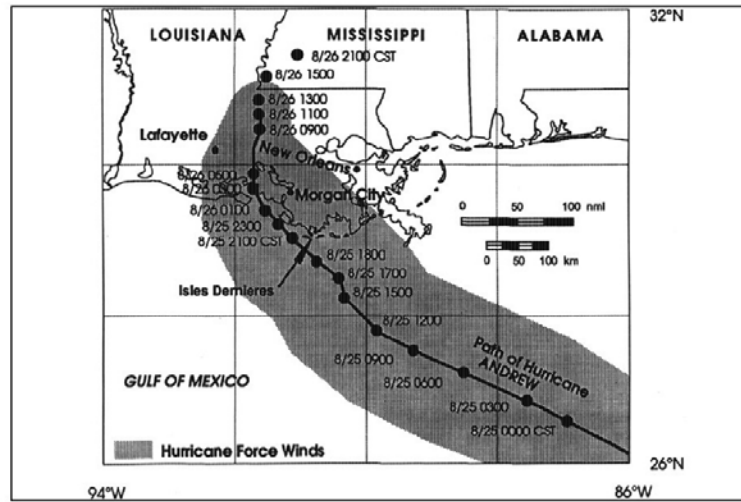 32°N
LOUISIANA
MISSISSIPPI
ALABAMA
8/26 2100 CST
8/26 1500
8/26 1300
8/26 1100
8/26 0900
Lafayette
New Orleans
8/26 0600
8/26 0300
Morgan City
8/26 0100
8/25 2300
8/25 2100 CST
0 50 100 nmi
0 50 100 km
8/25 1800
8/25 1700
Isles Dernieres
8/25 1500
8/25 1200
8/25 0900
Path of Hurricane
ANDREW
8/25 0600
GULF OF MEXICO
8/25 0300
8/25 0000 CST
Hurricane Force Winds
26°N
94°W
86°W